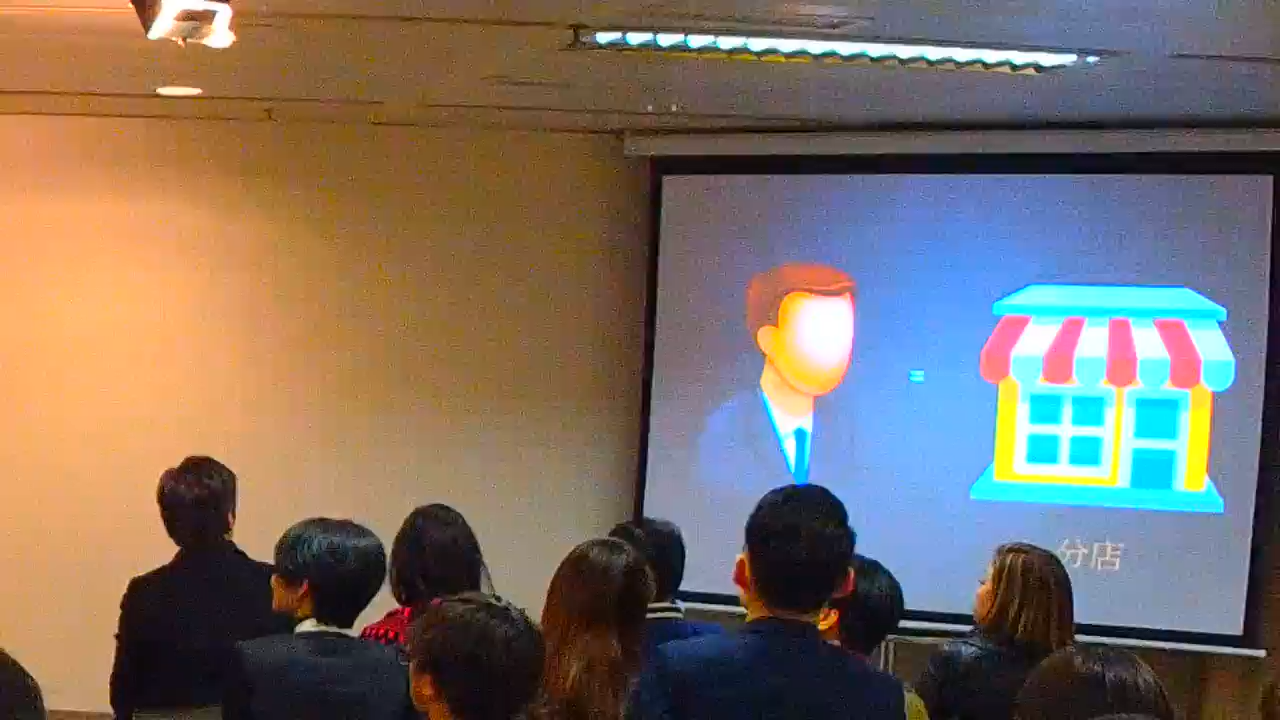 =
分店